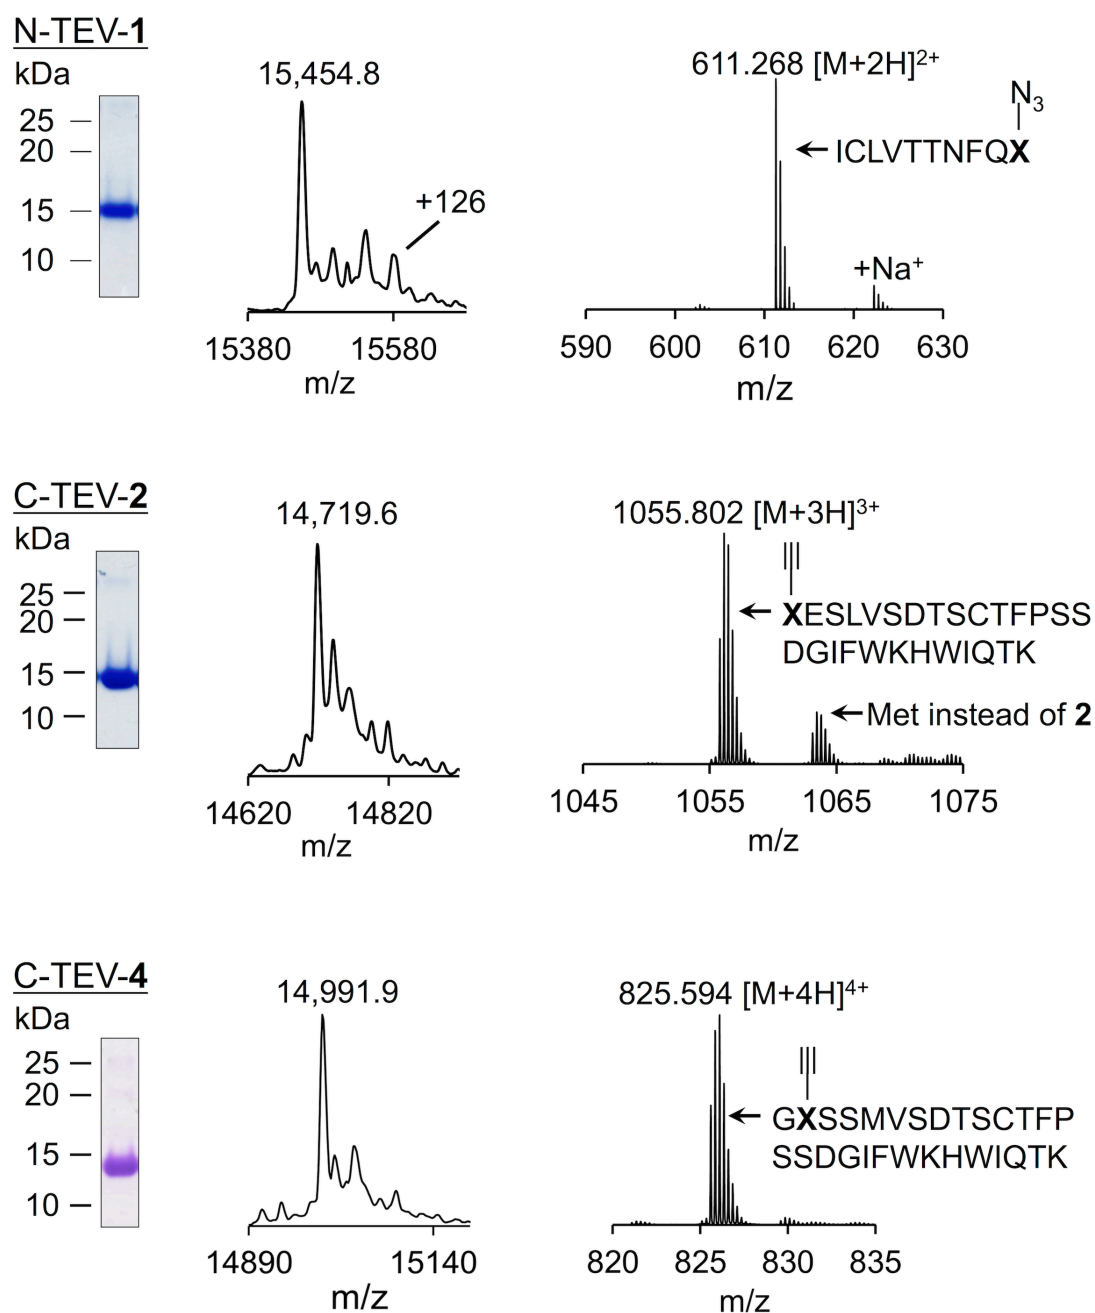 N-TEV-1
kDa
25
20
15
10
15,454.8
+126
15380
15580
m/z
611.268 [M+2H]2+
N3
ICLVTTNFQX
+Na+
590
600
610
620
630
m/z
C-TEV-2
kDa
25
20
15
10
14,719.6
14620
14820
m/z
1055.802 [M+3H]3+
XESLVSDTSCTFPSS
DGIFWKHWIQTK
Met instead of 2
1045
1055
1065
1075
m/z
C-TEV-4
kDa
25
20
15
10
14,991.9
14890
15140
m/z
825.594 [M+4H]4+
GXSSMVSDTSCTFP
SSDGIFWKHWIQTK
820
825
830
835
m/z